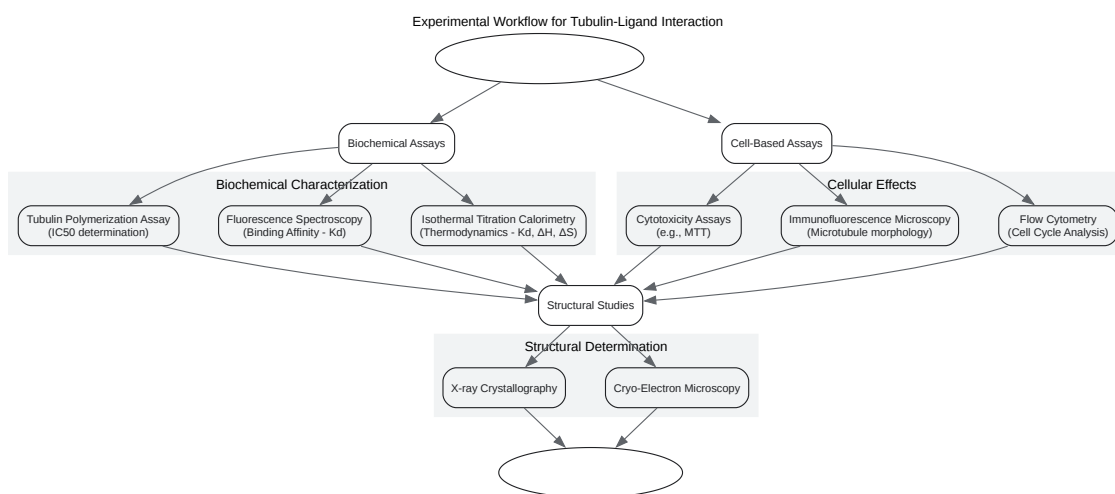 Experimental Workflow for Tubulin-Ligand Interaction
Biochemical Assays
Cell-Based Assays
Biochemical Characterization
Cellular Effects
Tubulin Polymerization Assay
(IC50 determination)
Fluorescence Spectroscopy
(Binding Affinity - Kd)
Isothermal Titration Calorimetry
(Thermodynamics - Kd, ΔH, ΔS)
Cytotoxicity Assays
(e.g., MTT)
Immunofluorescence Microscopy
(Microtubule morphology)
Flow Cytometry
(Cell Cycle Analysis)
Structural Studies
Structural Determination
X-ray Crystallography
Cryo-Electron Microscopy